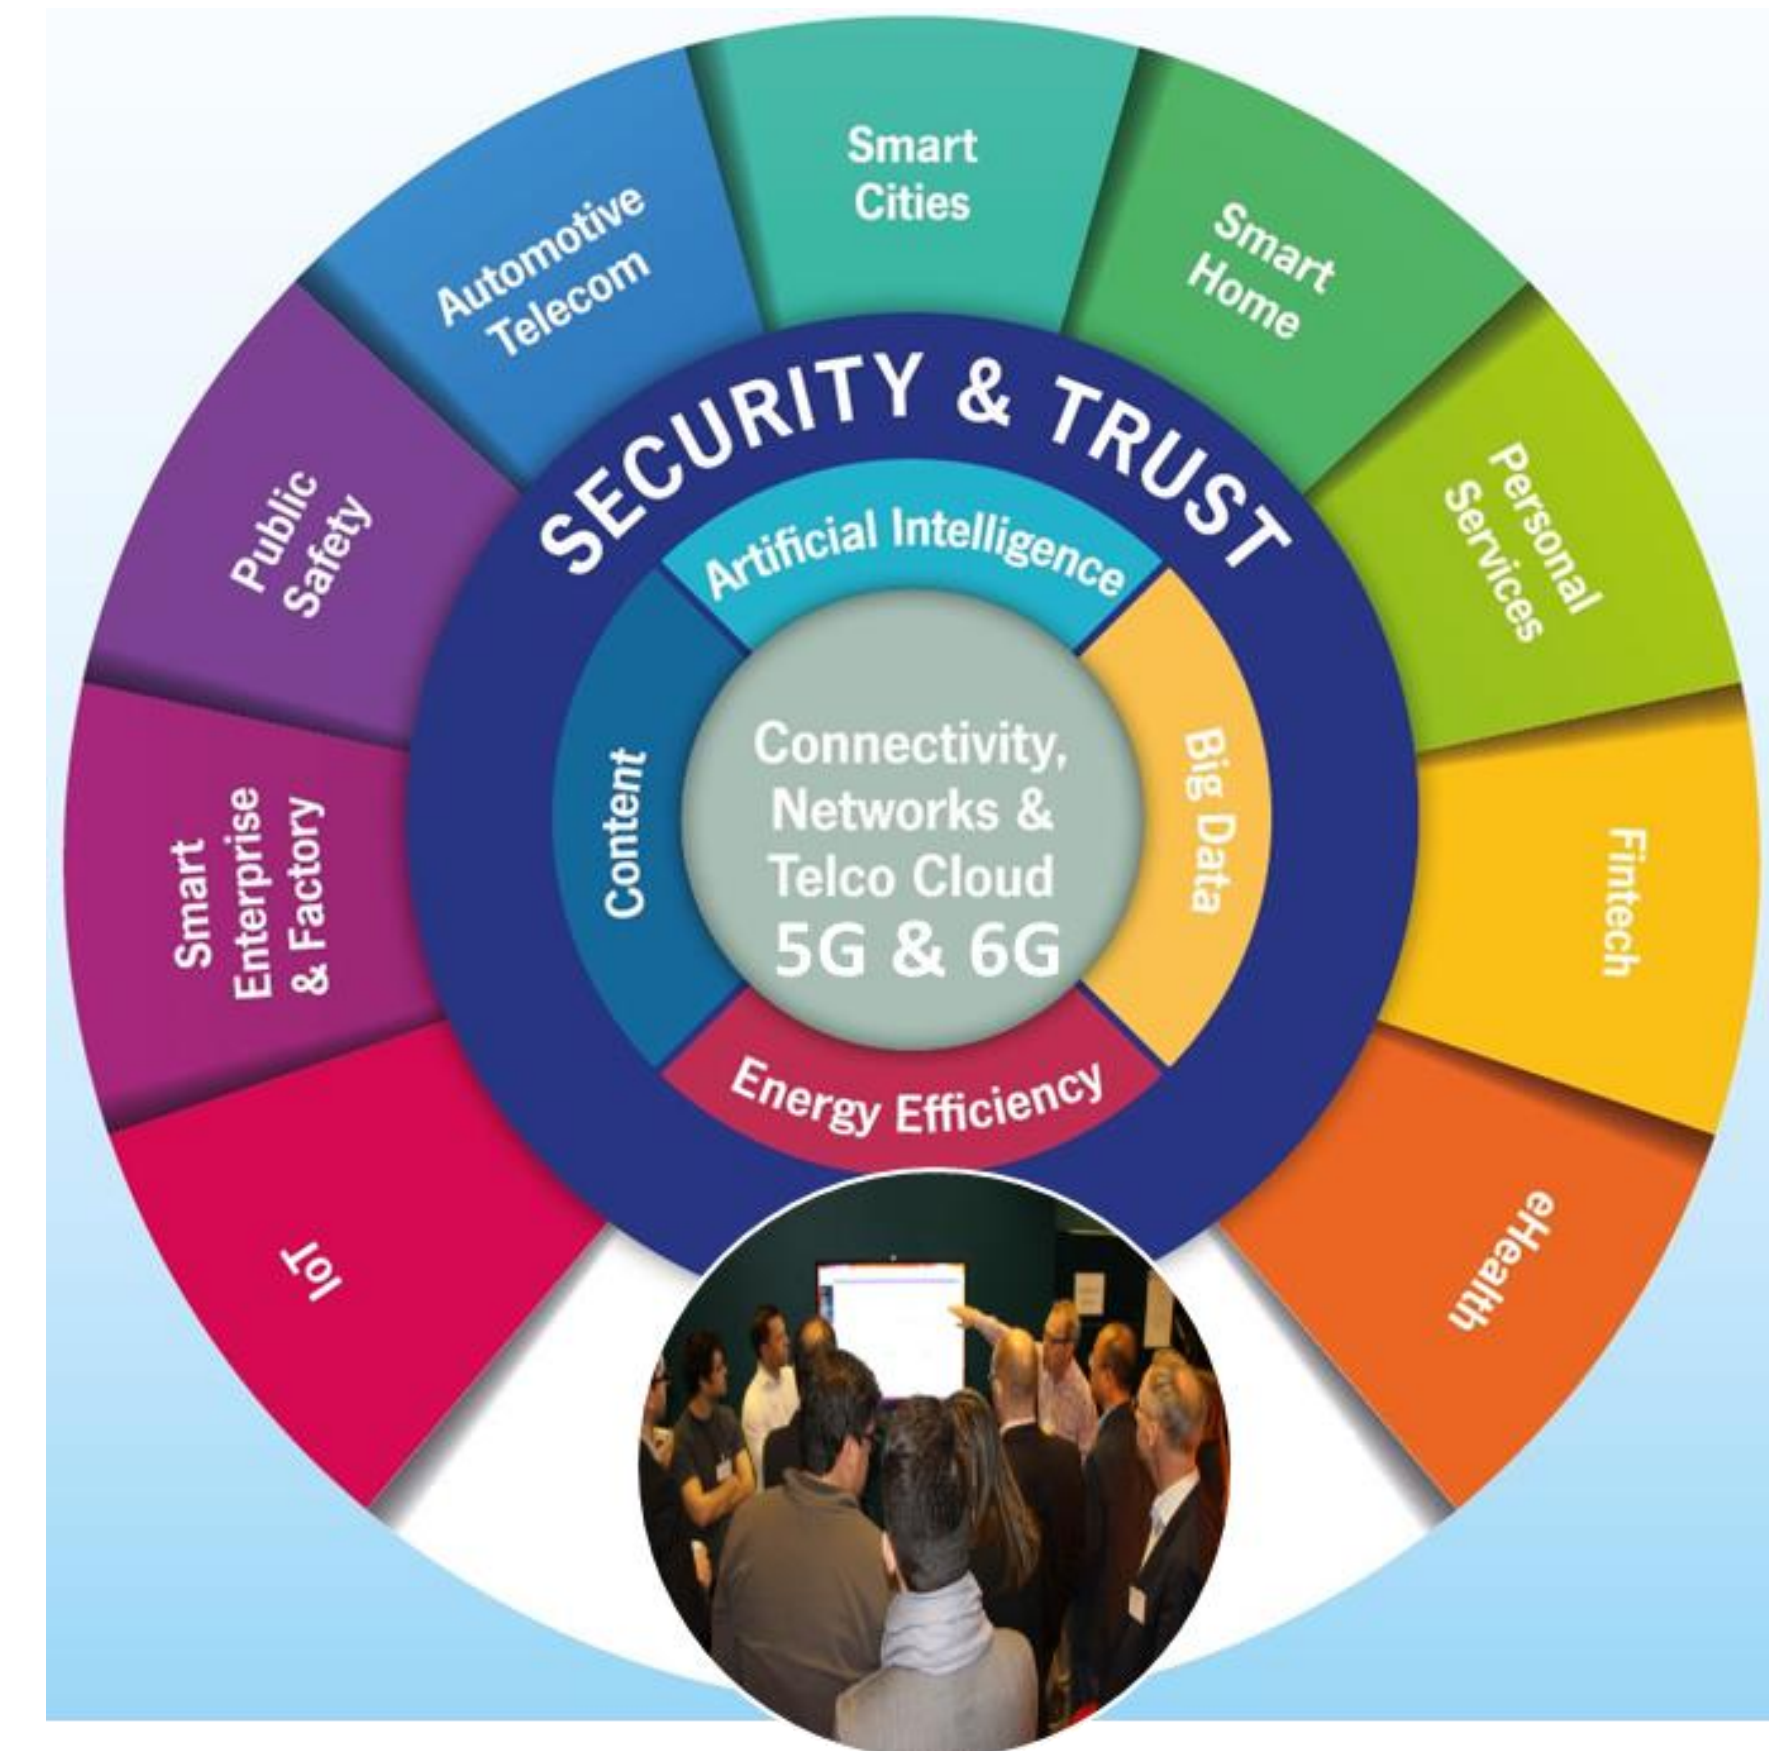 Smart
Cities
Smart
Home
Personal
Services
Fintech
eHealth
IoT
Smart
Enterprise
& Factory
Public
Safety
Automotive
Telecom
SECURITY & TRUST
Artificial Intelligence
Big Data
Energy Efficiency
Content
Connectivity,
Networks &
Telco Cloud
5G & 6G